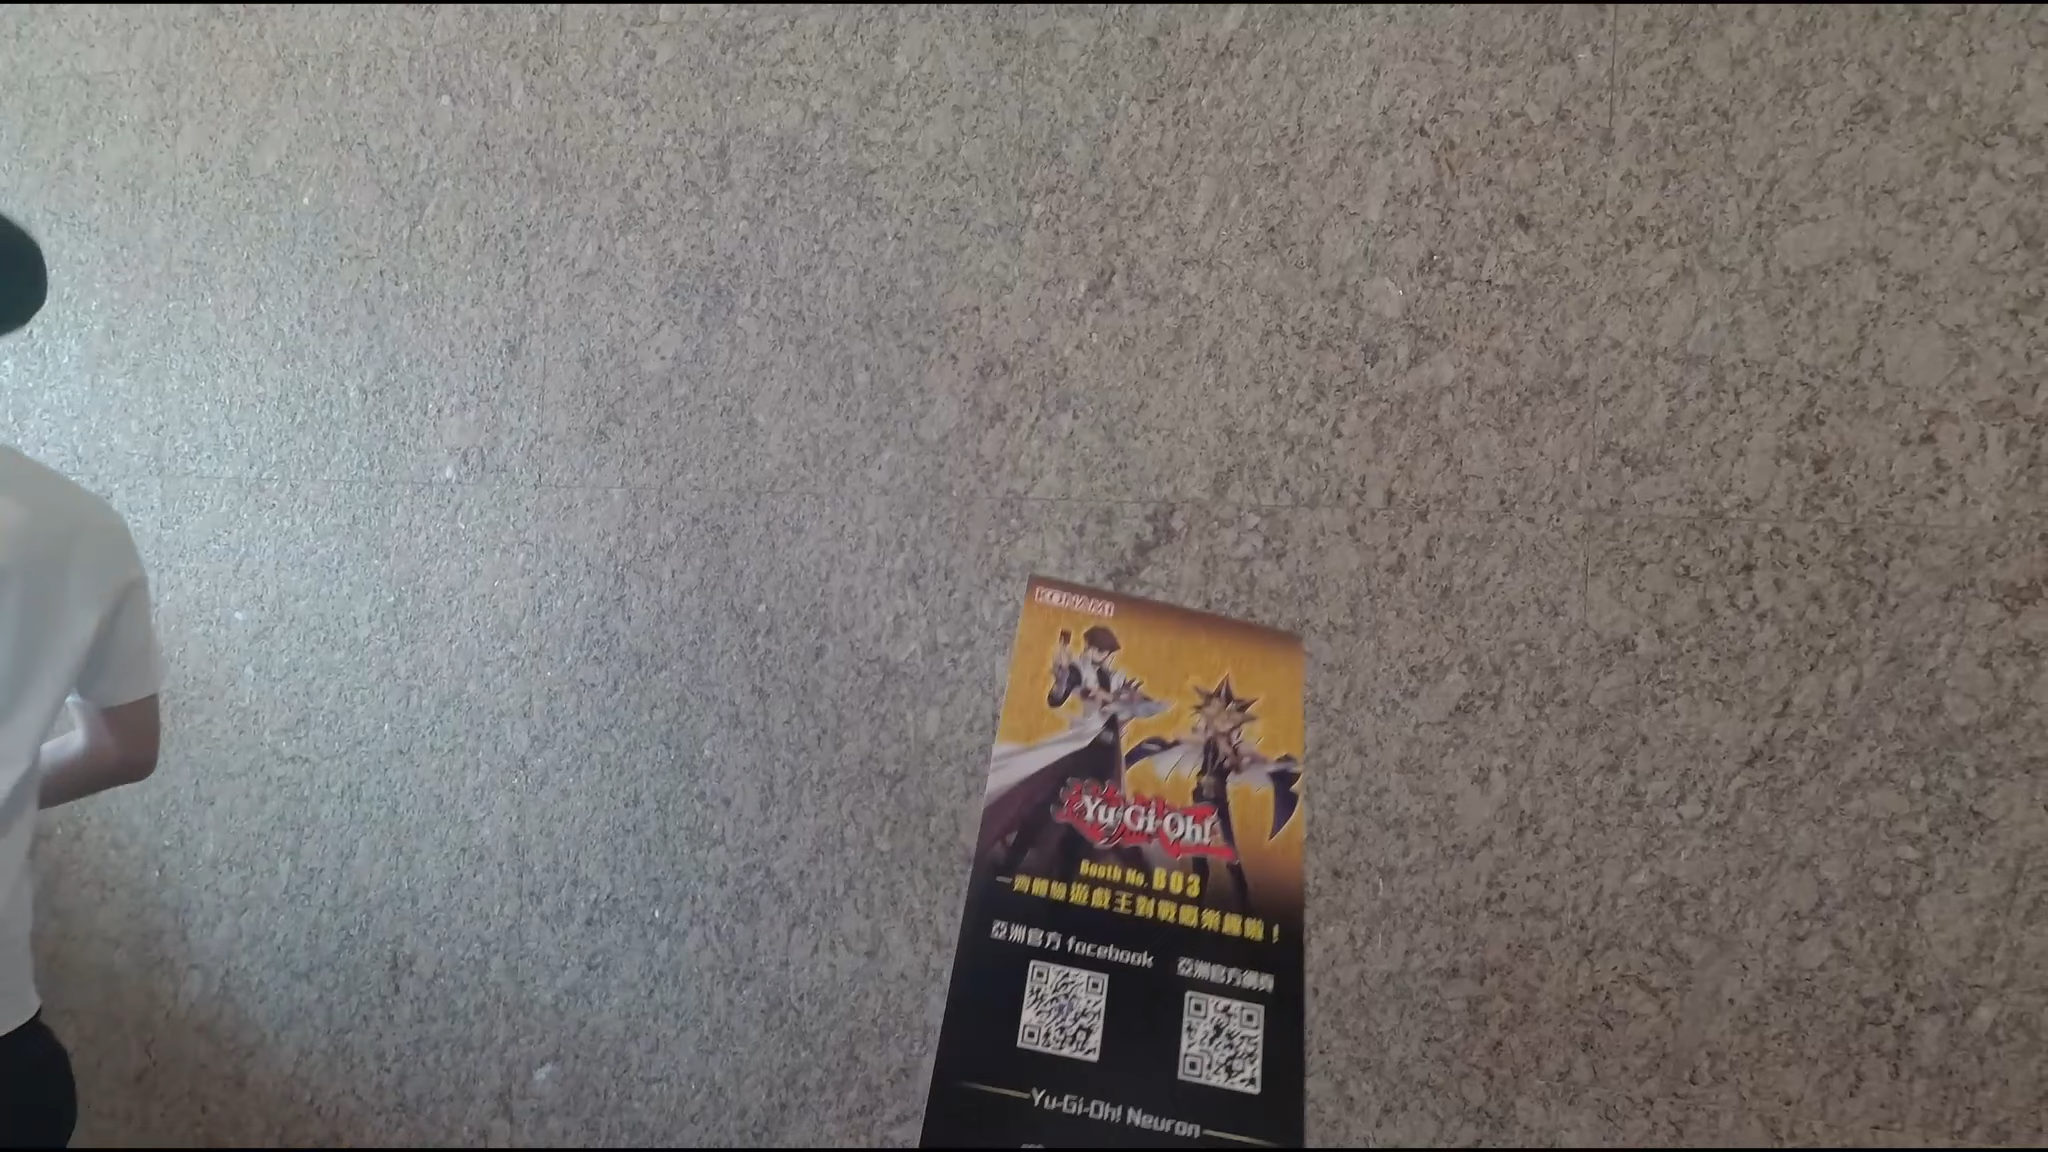 KONAMI
Yu-Gi-Oh!
Booth No. B03
一齊體驗遊戲王對戰嘅樂趣啦！
亞洲官方 facebook
亞洲官方網頁
Yu-Gi-Oh! Neuron